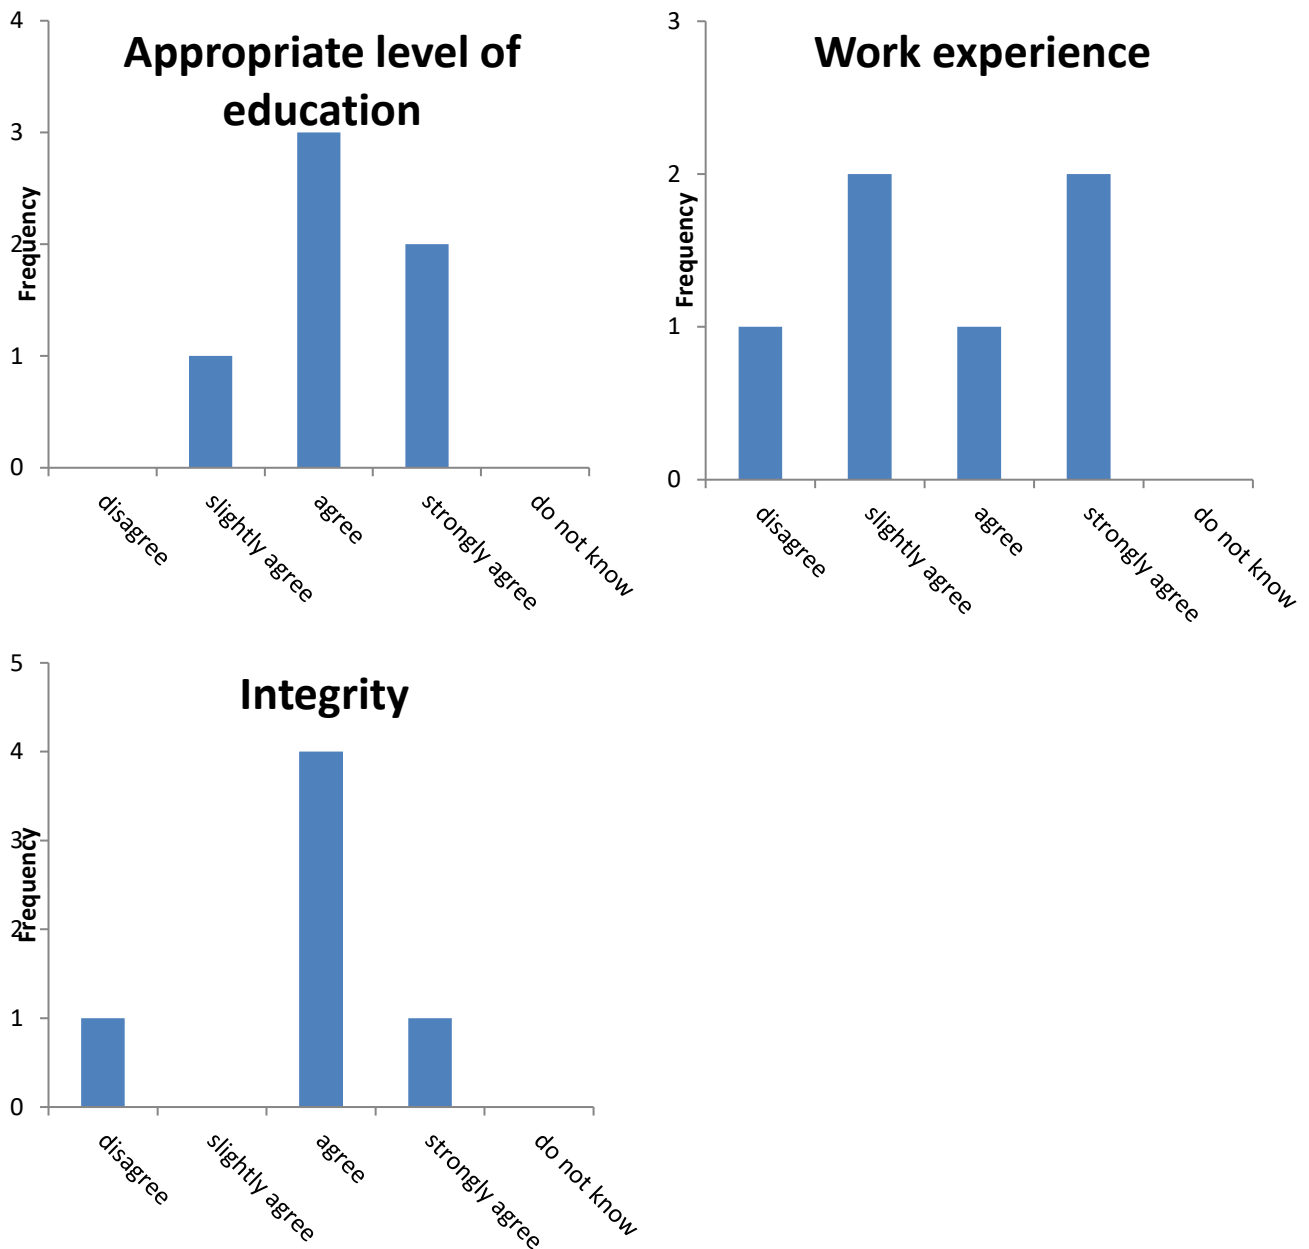 Appropriate level of
education
Frequency
4
3
2
1
0
disagree
slightly agree
agree
strongly agree
do not know
Work experience
Frequency
3
2
1
0
disagree
slightly agree
agree
strongly agree
do not know
Integrity
Frequency
5
4
3
2
1
0
disagree
slightly agree
agree
strongly agree
do not know